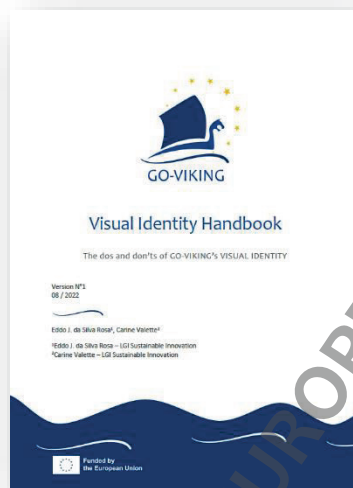 GO-VIKING
Visual Identity Handbook
The dos and don'ts of GO-VIKING's VISUAL IDENTITY
Version N°1
08 / 2022
Eddo J. da Silva Rosa¹, Carine Valette²
¹Eddo J. da Silva Rosa – LGI Sustainable Innovation
²Carine Valette – LGI Sustainable Innovation
Funded by
the European Union